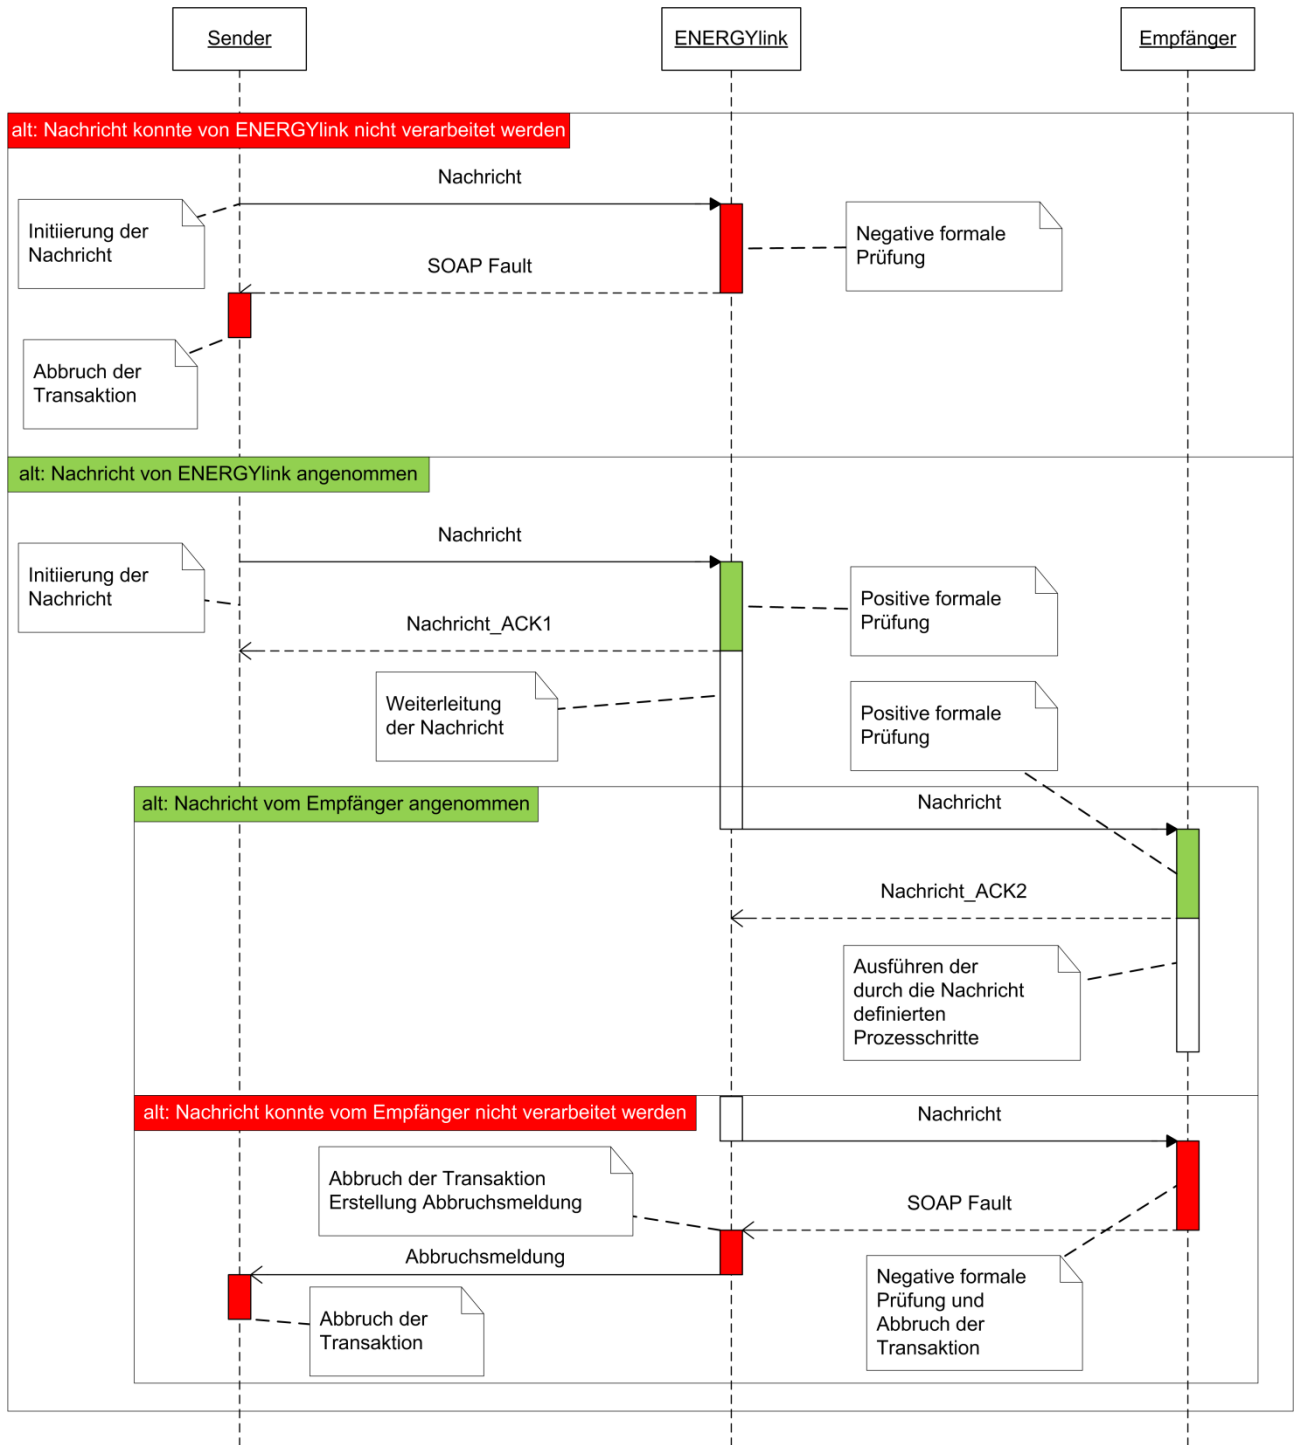 Sender
ENERGYlink
Empfänger
alt: Nachricht konnte von ENERGYlink nicht verarbeitet werden
Nachricht
Initiierung der
Nachricht
Negative formale
Prüfung
SOAP Fault
Abbruch der
Transaktion
alt: Nachricht von ENERGYlink angenommen
Nachricht
Initiierung der
Nachricht
Positive formale
Prüfung
Nachricht_ACK1
Weiterleitung
der Nachricht
Positive formale
Prüfung
alt: Nachricht vom Empfänger angenommen
Nachricht
Nachricht_ACK2
Ausführen der
durch die Nachricht
definierten
Prozesschritte
alt: Nachricht konnte vom Empfänger nicht verarbeitet werden
Nachricht
Abbruch der Transaktion
Erstellung Abbruchsmeldung
SOAP Fault
Abbruchsmeldung
Negative formale
Prüfung und
Abbruch der
Transaktion
Abbruch der
Transaktion